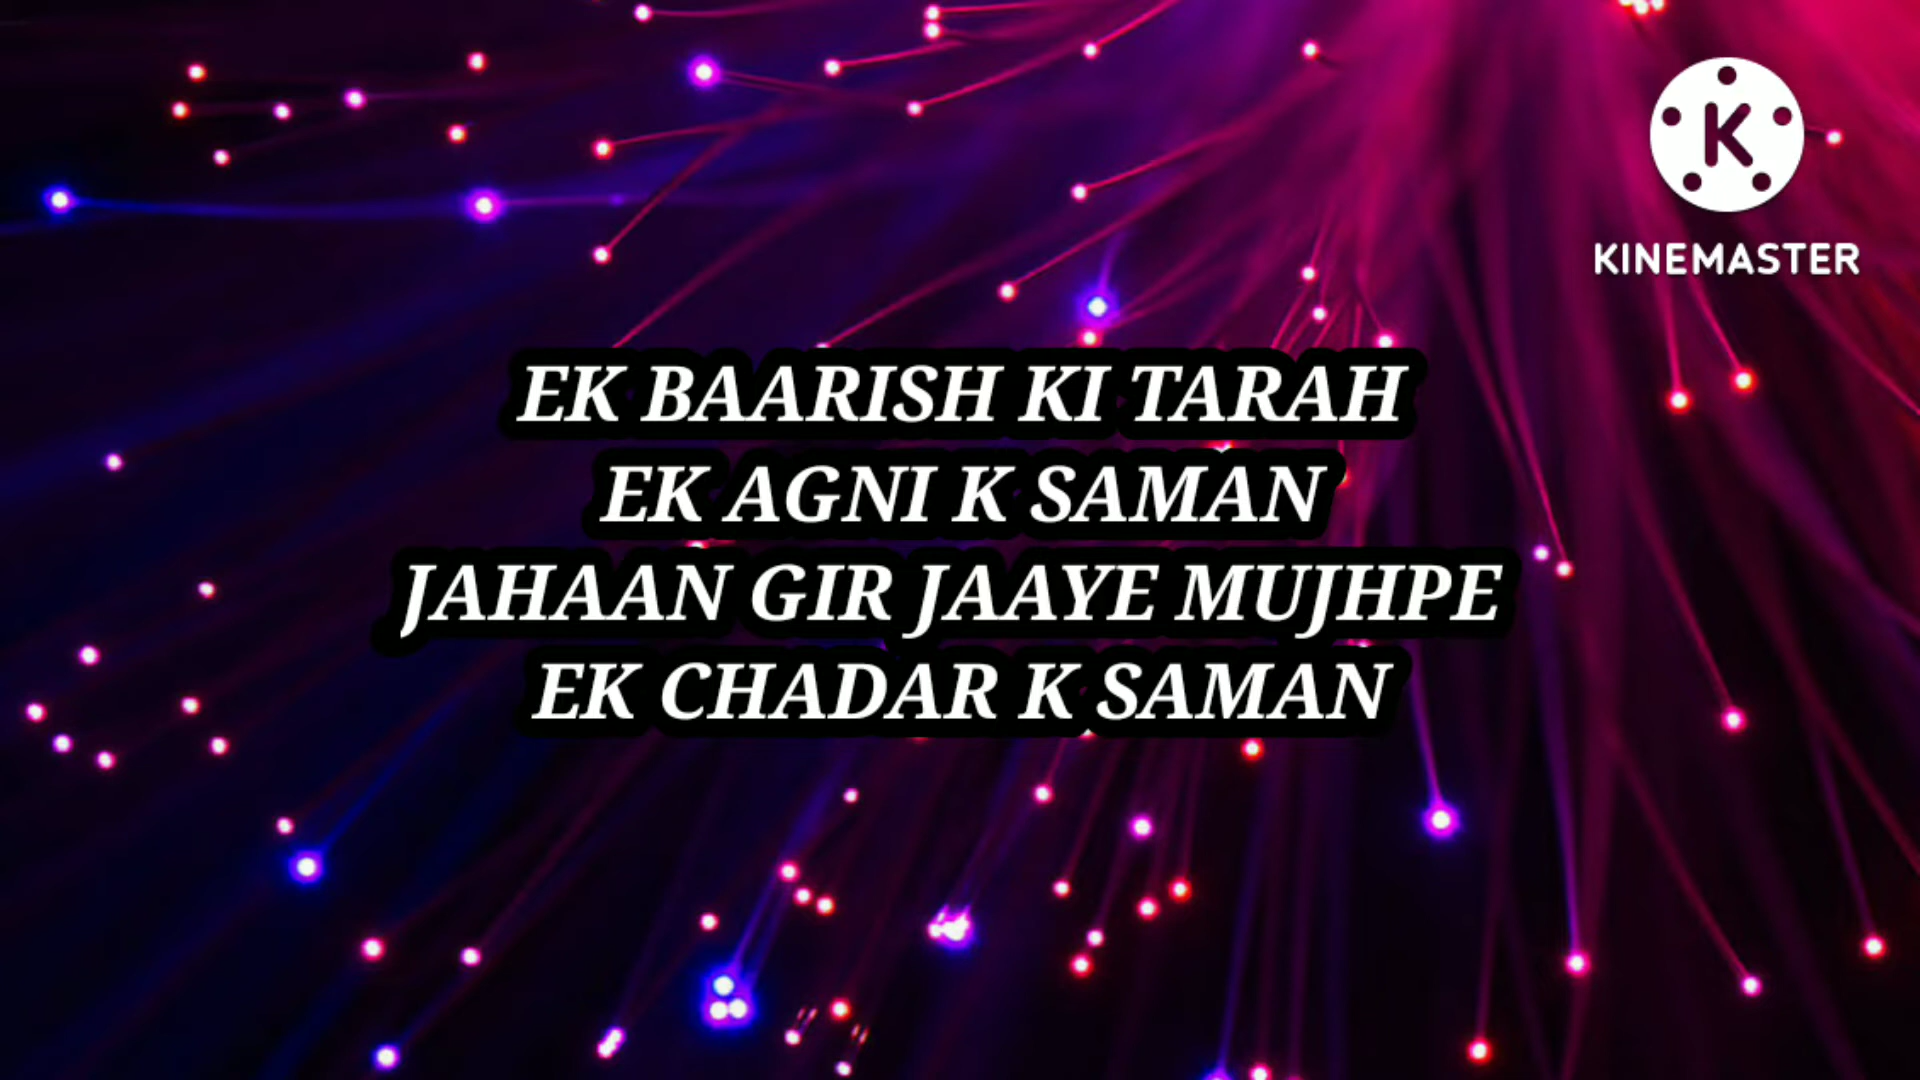 K
KINEMASTER
EK BAARISH KI TARAH
EK AGNI K SAMAN
JAHAAN GIR JAAYE MUJHPE
EK CHADAR K SAMAN